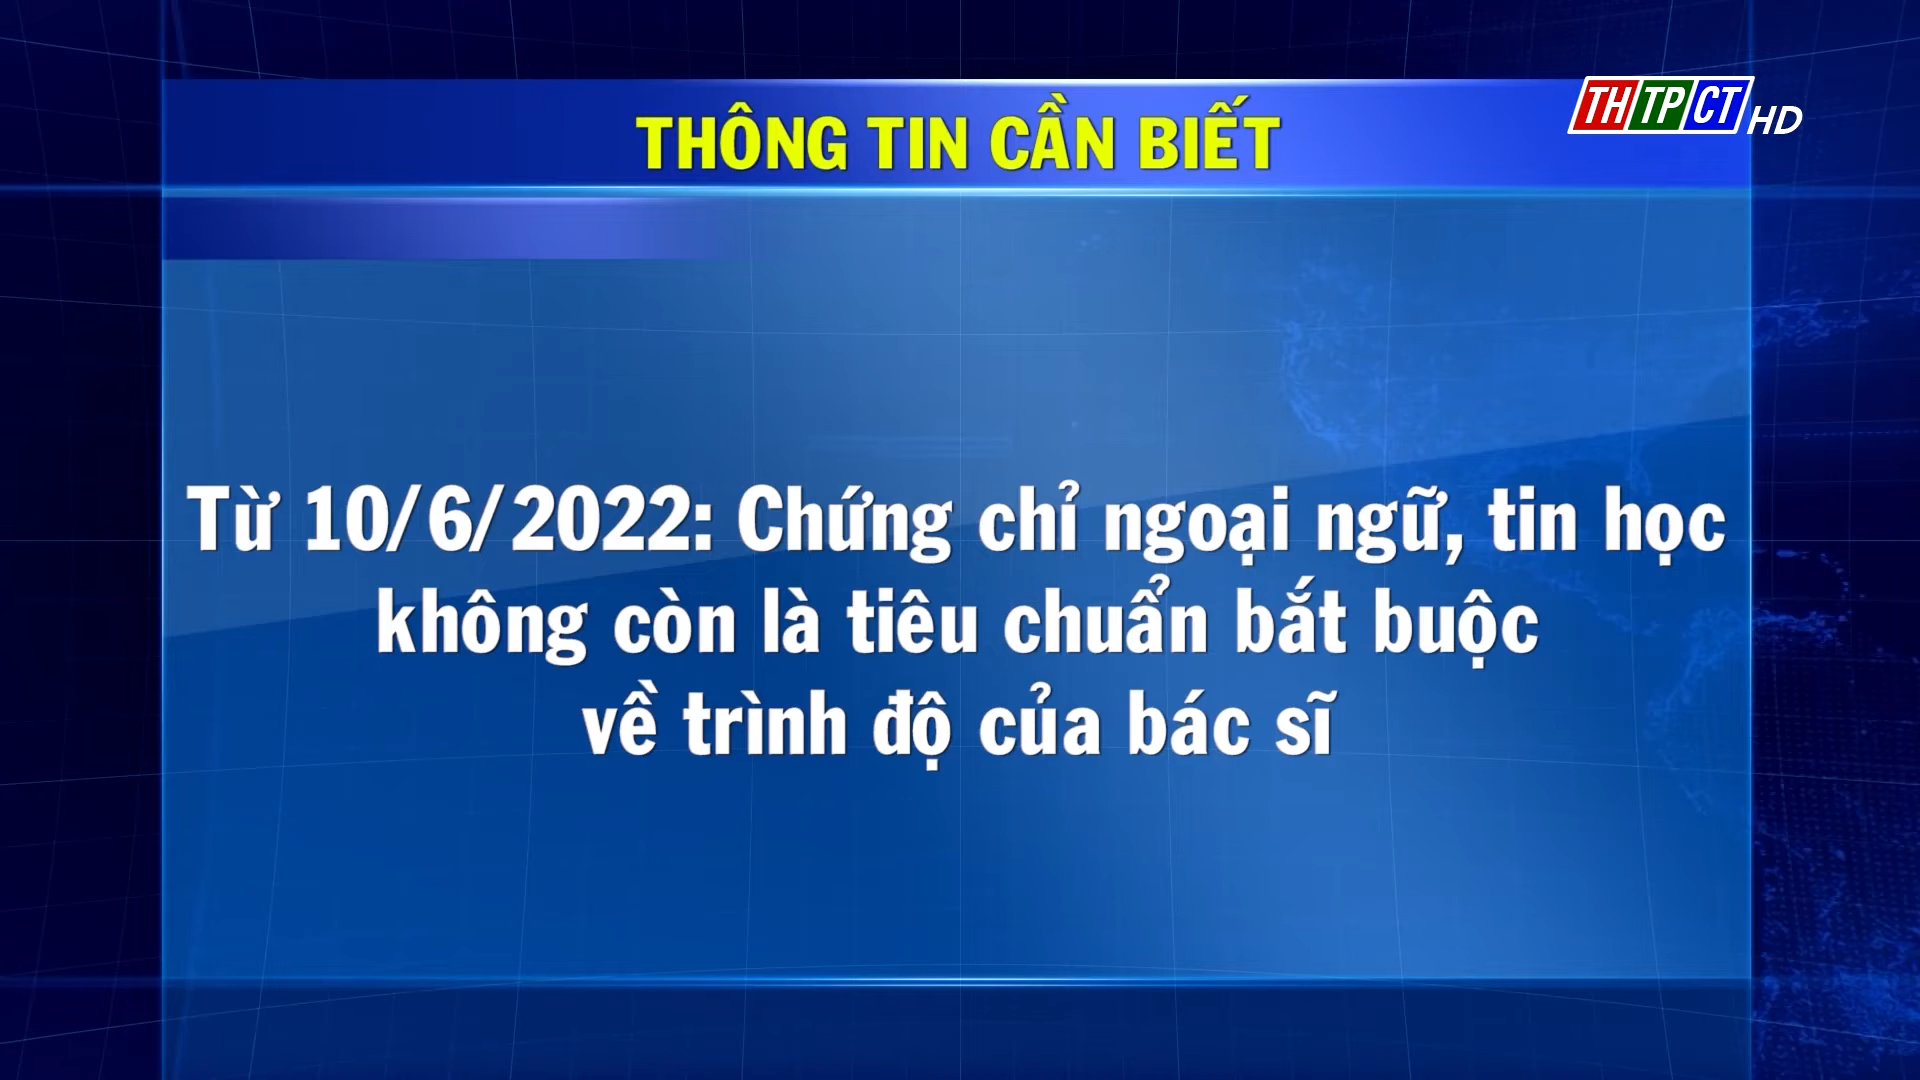 THÔNG TIN CẦN BIẾT
THTPCT HD
Từ 10/6/2022: Chứng chỉ ngoại ngữ, tin học
không còn là tiêu chuẩn bắt buộc
về trình độ của bác sĩ